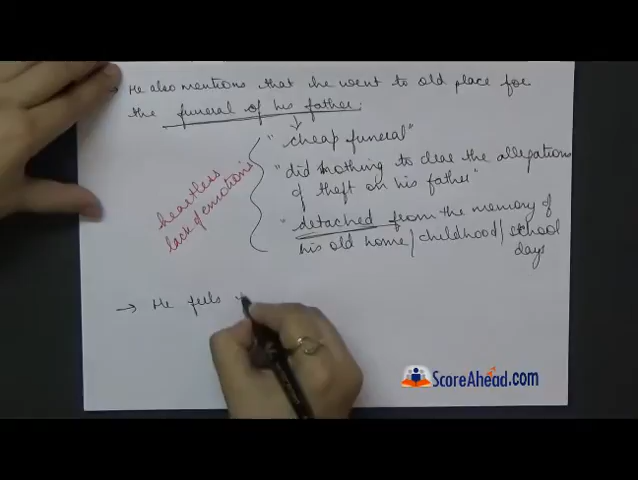 → He also mentions that he went to old place for
the funeral of his father.
" cheap funeral"
"did nothing to clear the allegations
of theft on his father"
" detached from the memory of
his old home/childhood/school
days
heartless
lack of emotions
→ He feels
ScoreAhead.com